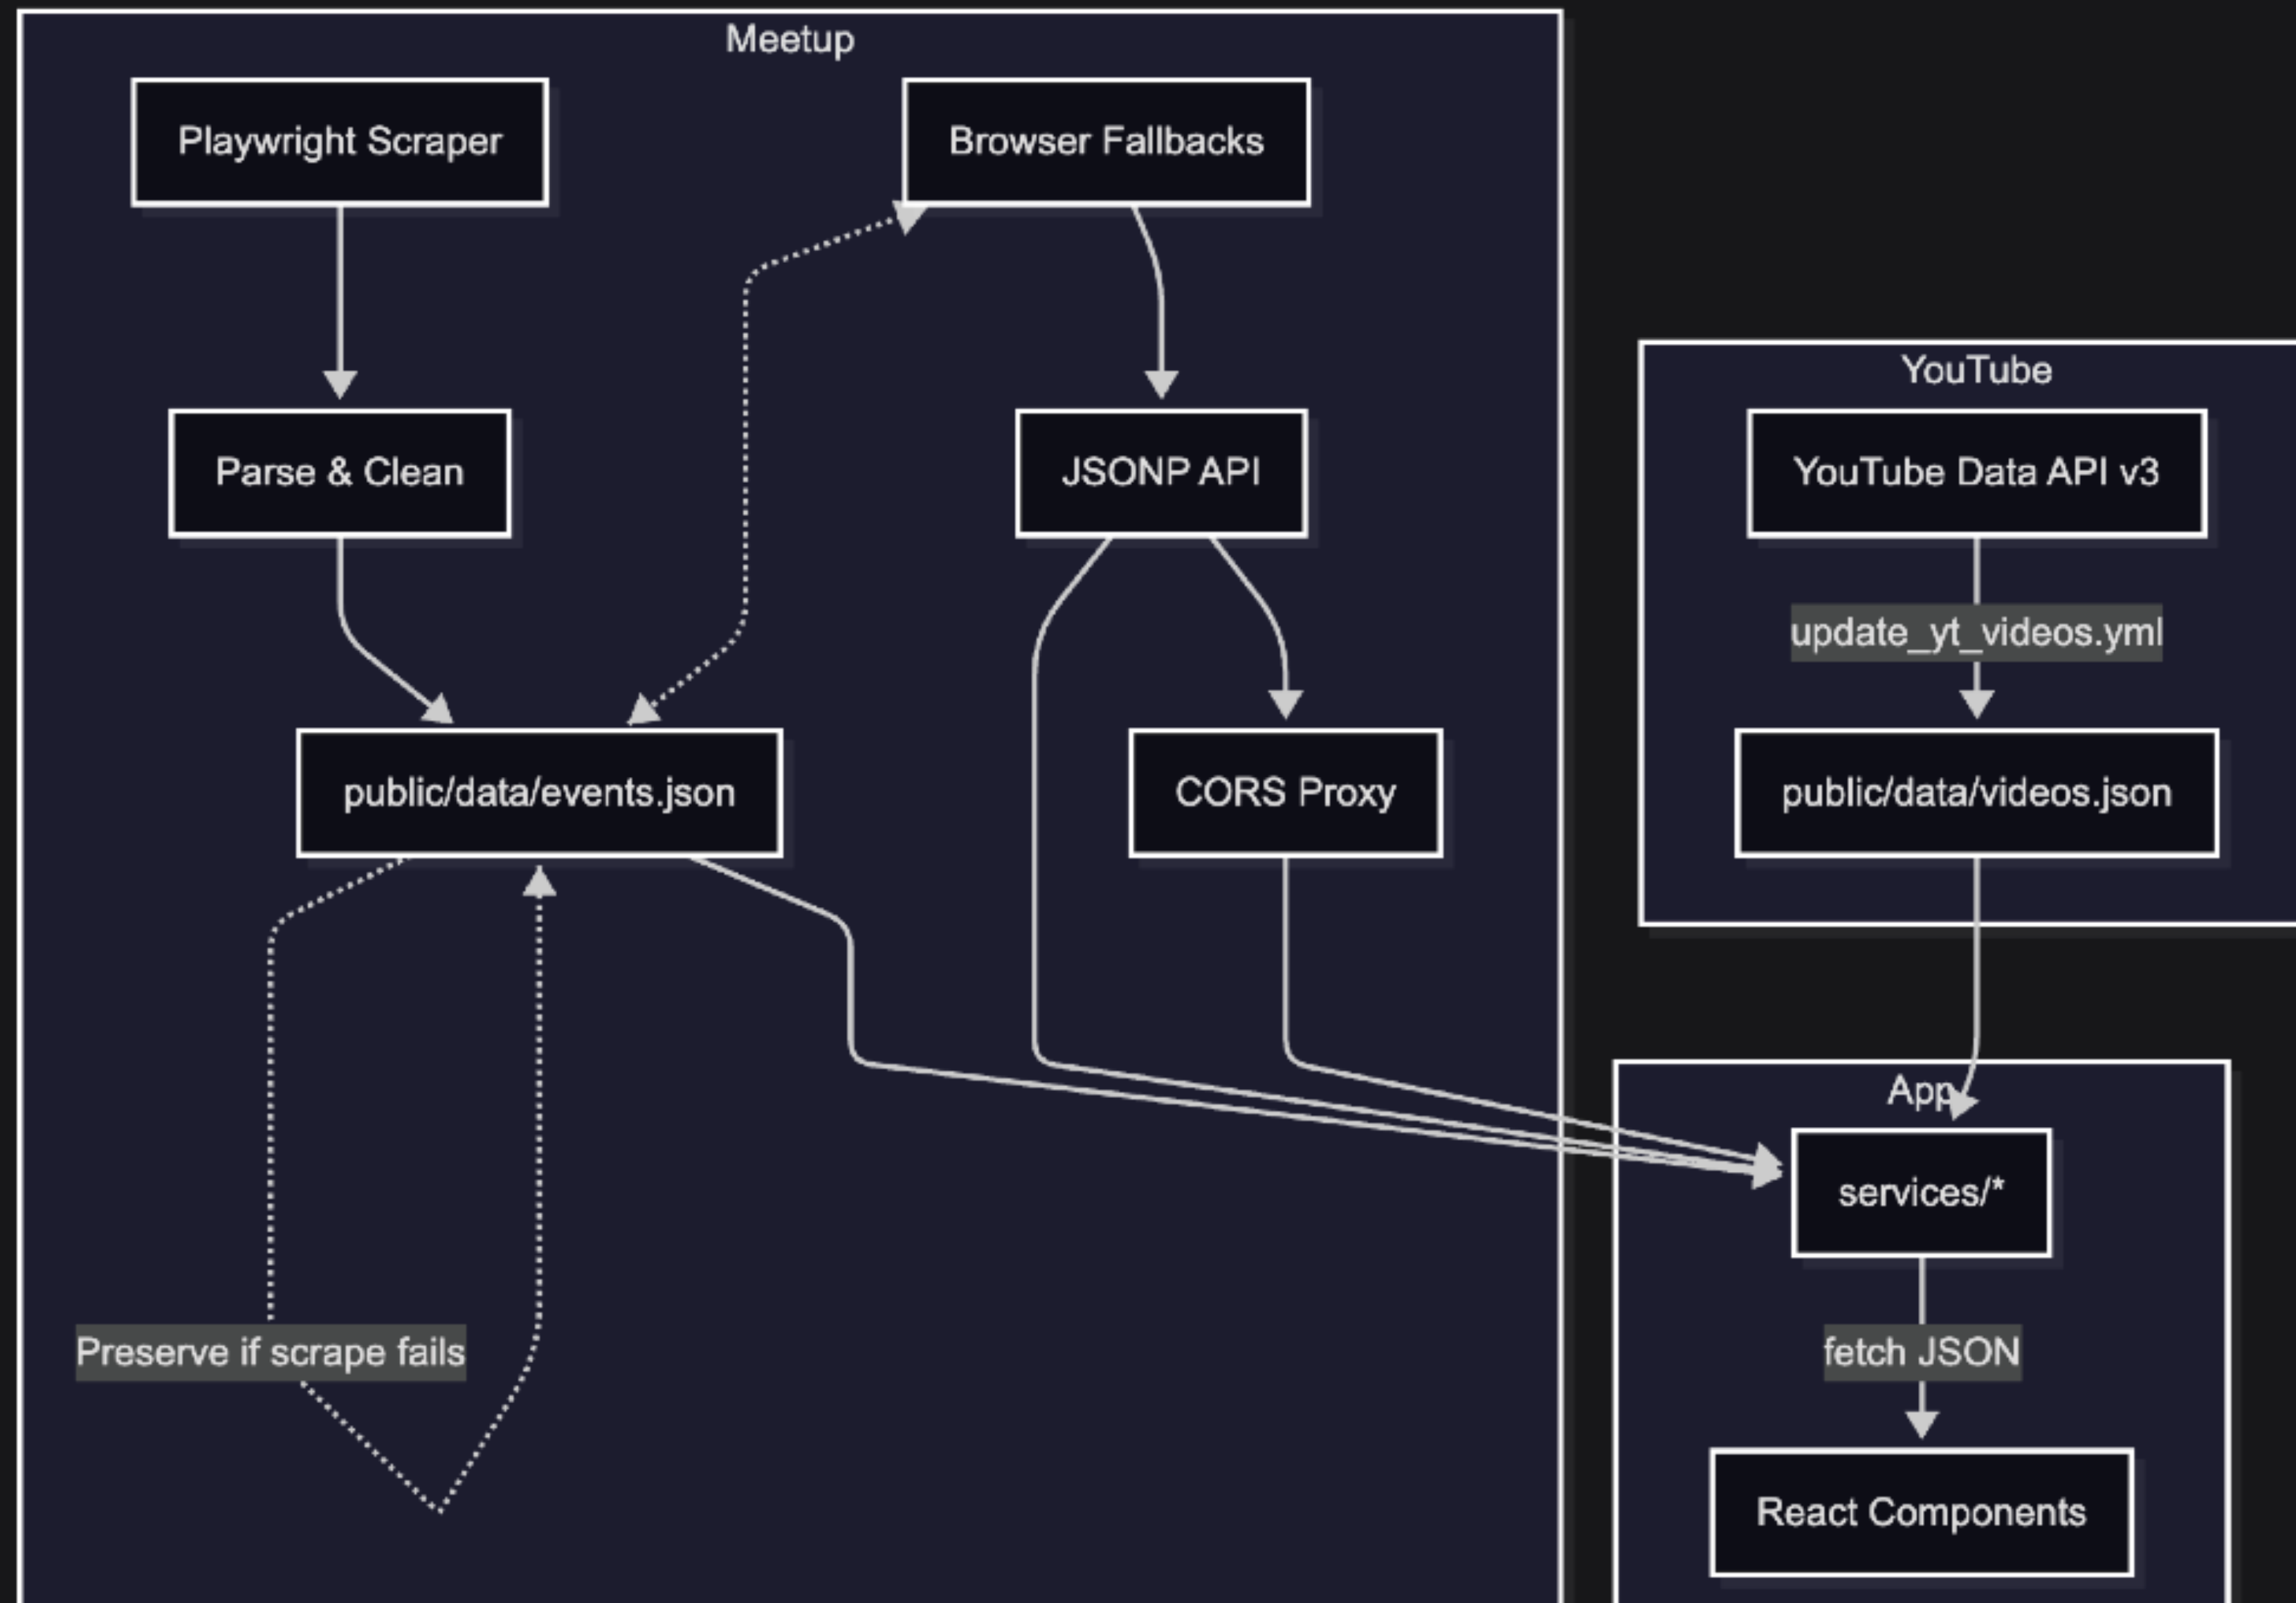 Meetup
Playwright Scraper
Browser Fallbacks
Parse & Clean
JSONP API
public/data/events.json
CORS Proxy
Preserve if scrape fails
YouTube
YouTube Data API v3
update_yt_videos.yml
public/data/videos.json
App
services/*
fetch JSON
React Components